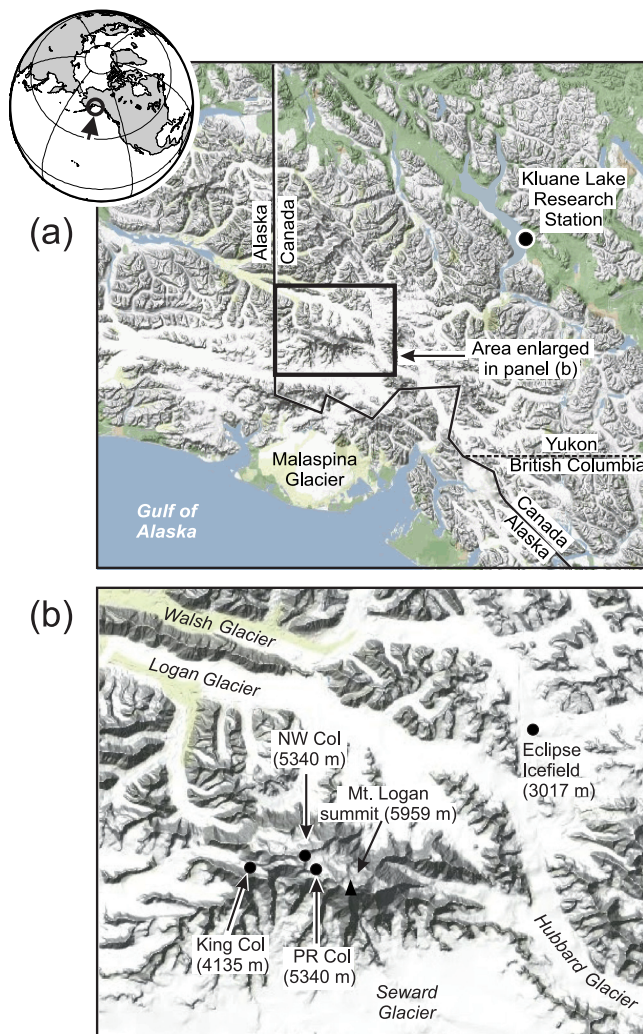 (a)
Alaska
Canada
Kluane Lake
Research
Station
Area enlarged
in panel (b)
Malaspina
Glacier
Gulf of
Alaska
Yukon
British Columbia
Canada
Alaska
(b)
Walsh Glacier
Logan Glacier
NW Col
(5340 m)
Mt. Logan
summit (5959 m)
Eclipse
Icefield
(3017 m)
King Col
(4135 m)
PR Col
(5340 m)
Seward
Glacier
Hubbard Glacier